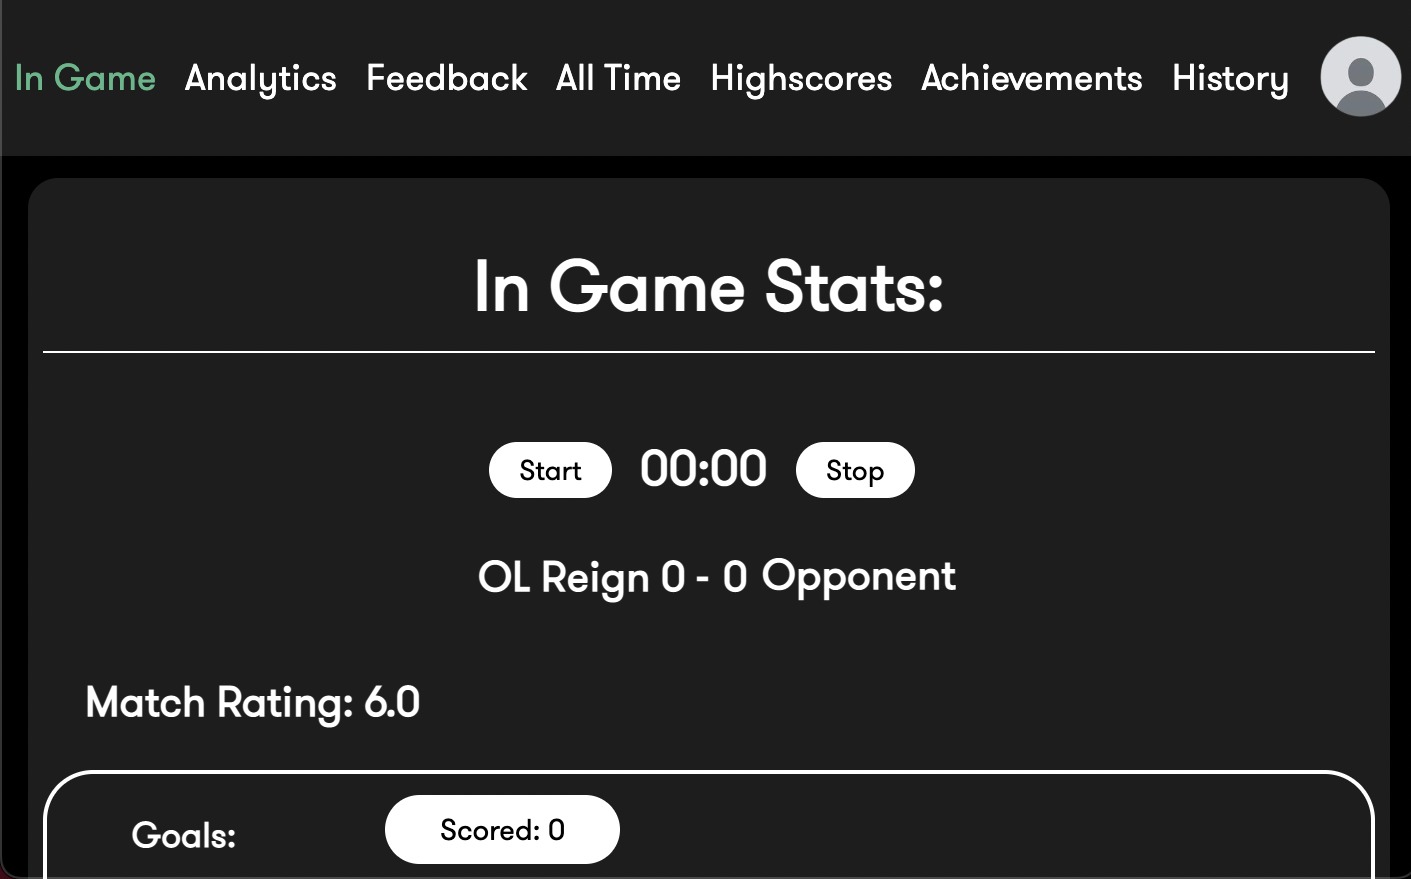 In Game Analytics Feedback All Time Highscores Achievements History
In Game Stats:
Start 00:00 Stop
OL Reign 0 - 0 Opponent
Match Rating: 6.0
Goals: Scored: 0